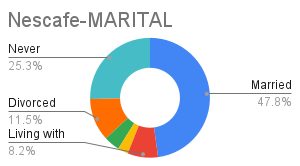 Nescafe-MARITAL
Never
25.3%
Married
47.8%
Divorced
11.5%
Living with
8.2%